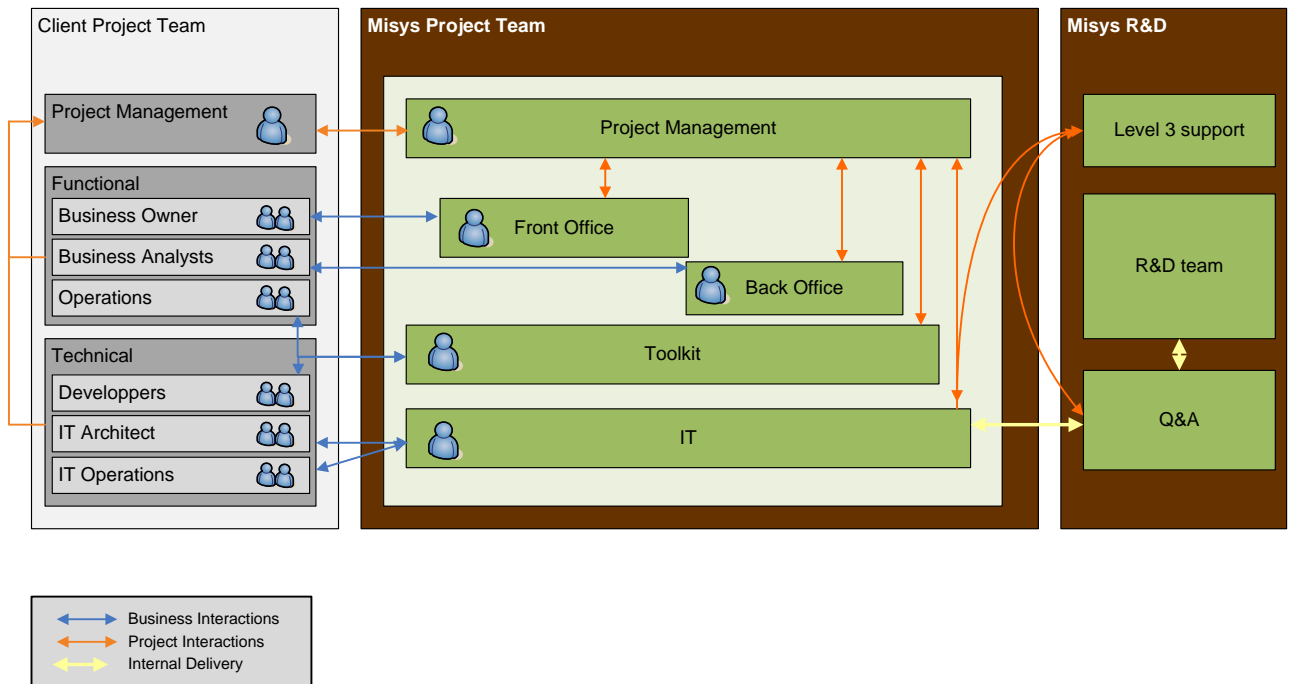 Client Project Team
Project Management
Functional
Business Owner
Business Analysts
Operations
Technical
Developpers
IT Architect
IT Operations
Misys Project Team
Project Management
Front Office
Back Office
Toolkit
IT
Misys R&D
Level 3 support
R&D team
Q&A
Business Interactions
Project Interactions
Internal Delivery